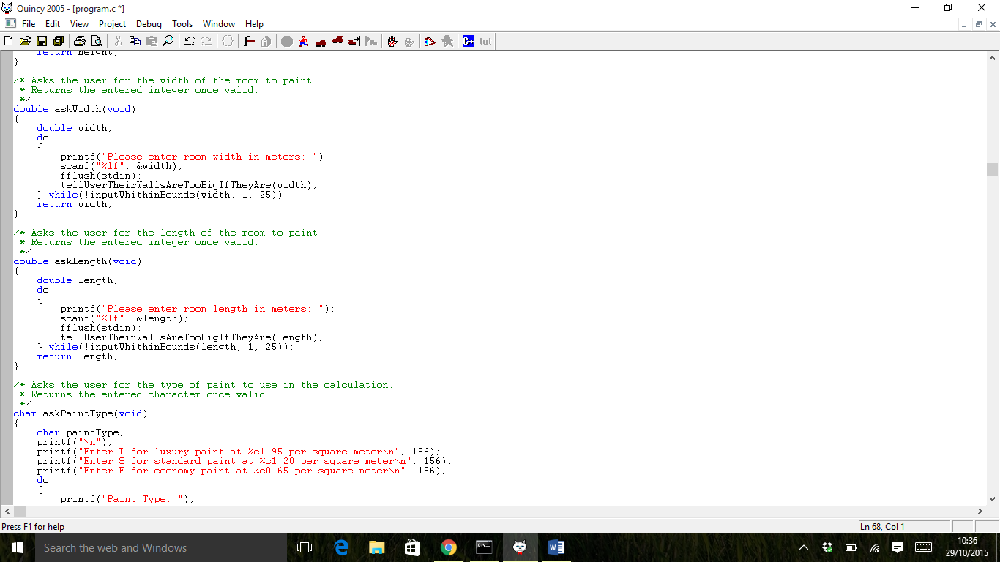 Quincy 2005 - [program.c *]
File Edit View Project Debug Tools Window Help
C++ tut
return height;
}
/* Asks the user for the width of the room to paint.
* Returns the entered integer once valid.
*/
double askWidth(void)
{
double width;
do
{
printf("Please enter room width in meters: ");
scanf("%lf", &width);
fflush(stdin);
tellUserTheirWallsAreTooBigIfTheyAre(width);
} while(!inputWhithinBounds(width, 1, 25));
return width;
}
/* Asks the user for the length of the room to paint.
* Returns the entered integer once valid.
*/
double askLength(void)
{
double length;
do
{
printf("Please enter room length in meters: ");
scanf("%lf", &length);
fflush(stdin);
tellUserTheirWallsAreTooBigIfTheyAre(length);
} while(!inputWhithinBounds(length, 1, 25));
return length;
}
/* Asks the user for the type of paint to use in the calculation.
* Returns the entered character once valid.
*/
char askPaintType(void)
{
char paintType;
printf("\n");
printf("Enter L for luxury paint at %c1.95 per square meter\n", 156);
printf("Enter S for standard paint at %c1.20 per square meter\n", 156);
printf("Enter E for economy paint at %c0.65 per square meter\n", 156);
do
{
printf("Paint Type: ");
Press F1 for help
Ln 68, Col 1
Search the web and Windows
10:36
29/10/2015